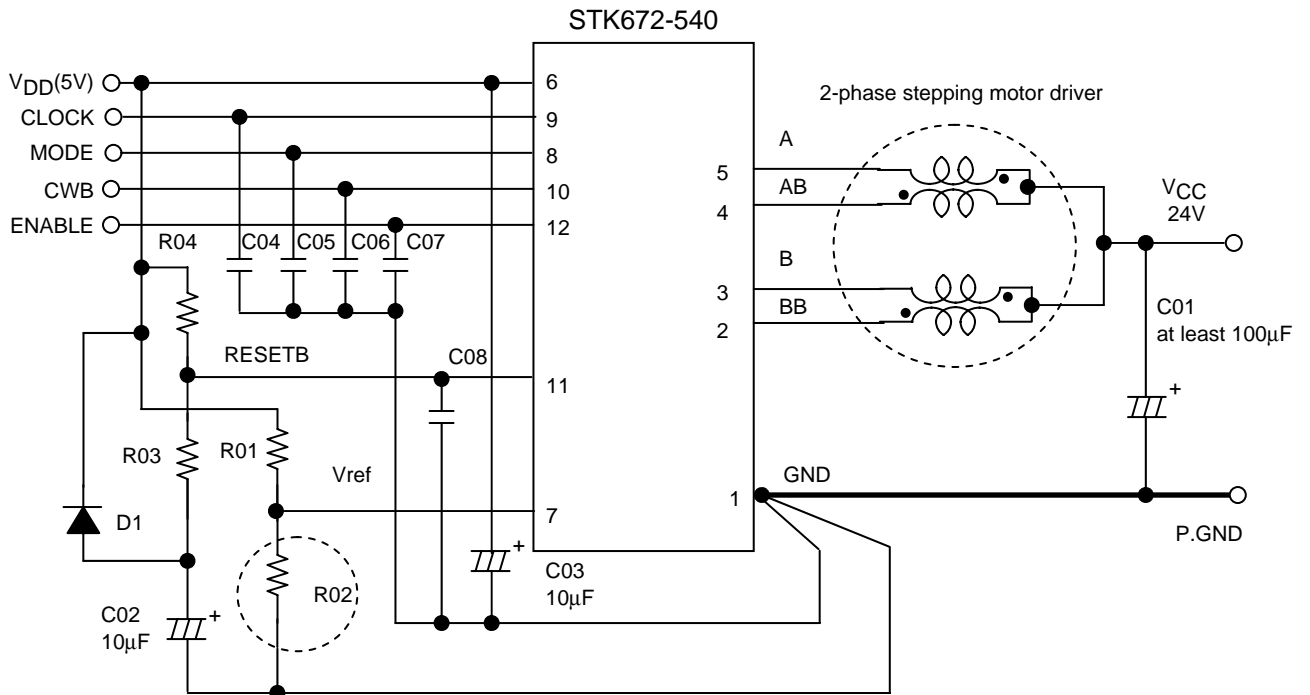 STK672-540
VDD(5V)
CLOCK
MODE
CWB
ENABLE
6
9
8
10
12
11
7
5
4
3
2
1
2-phase stepping motor driver
A
AB
B
BB
VCC
24V
C01
at least 100μF
+
GND
P.GND
R04
C04
C05
C06
C07
RESETB
C08
R03
R01
Vref
D1
R02
C02
10μF
+
C03
10μF
+